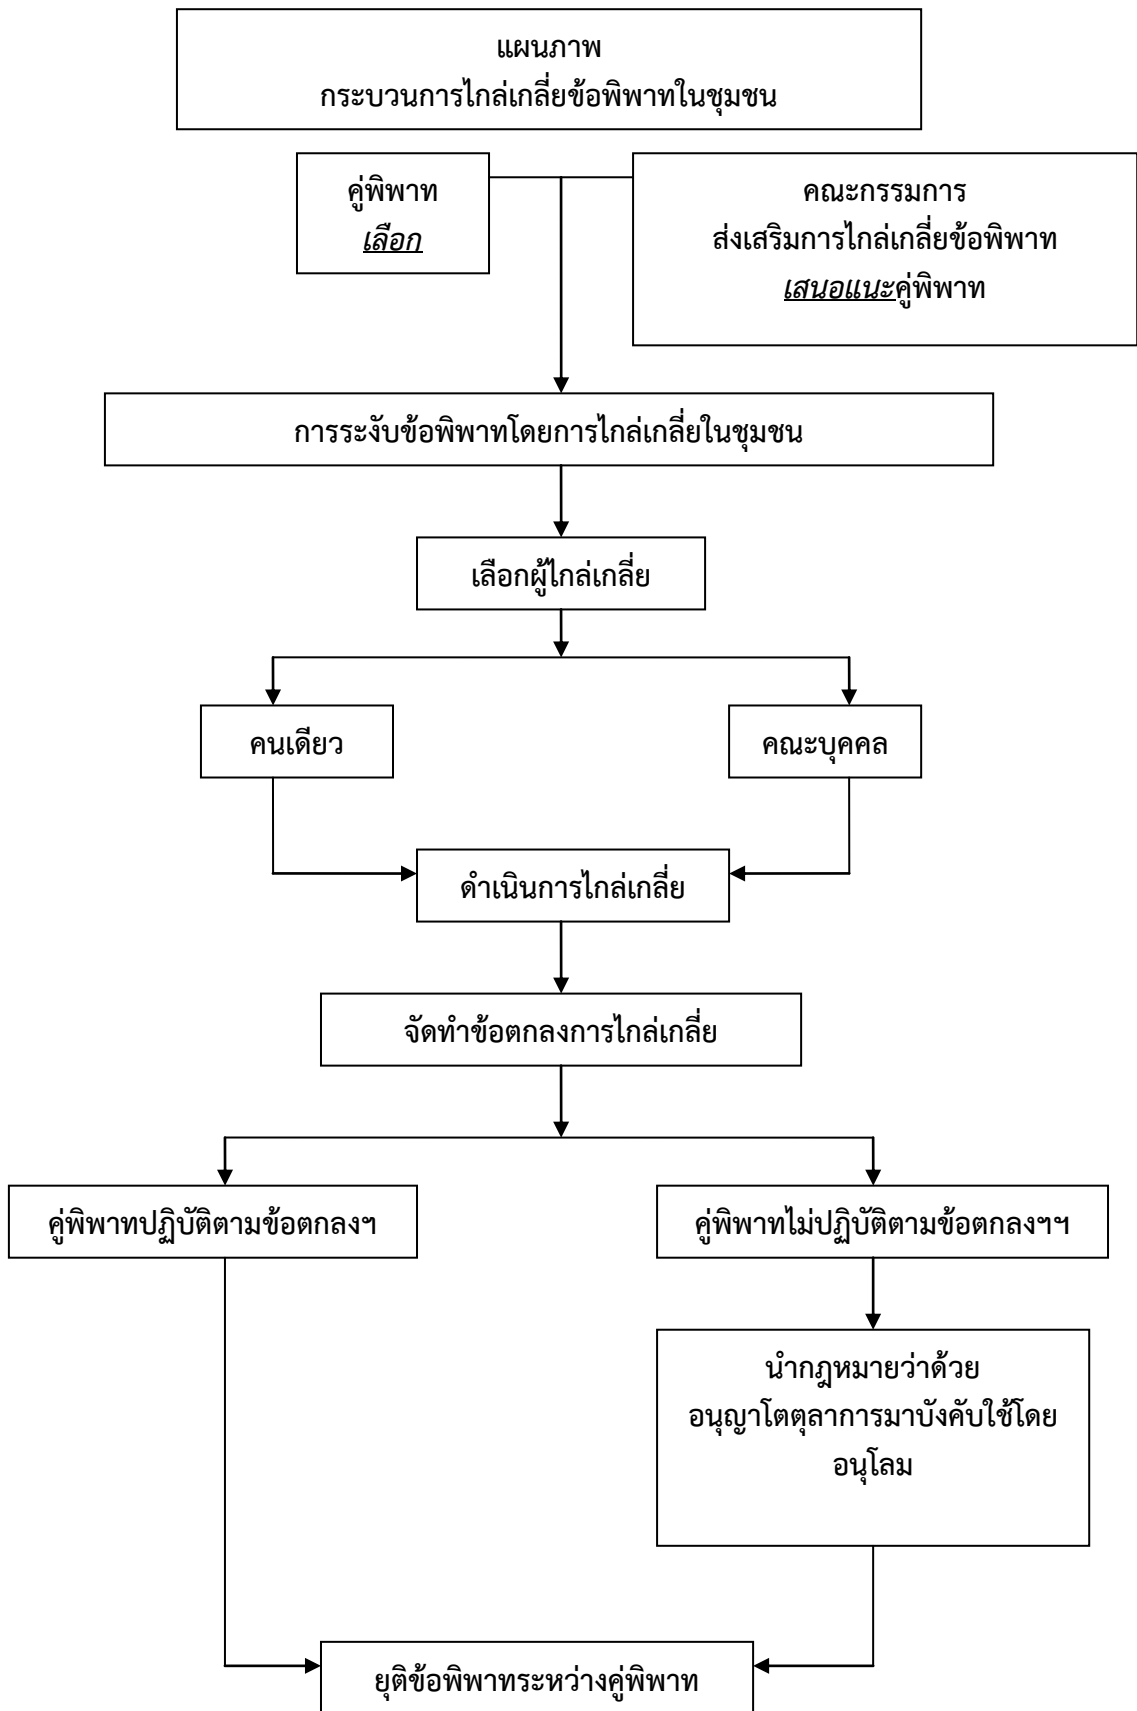 แผนภาพ
กระบวนการไกล่เกลี่ยข้อพิพาทในชุมชน
คู่พิพาท
เลือก
คณะกรรมการ
ส่งเสริมการไกล่เกลี่ยข้อพิพาท
เสนอแนะคู่พิพาท
การระงับข้อพิพาทโดยการไกล่เกลี่ยในชุมชน
เลือกผู้ไกล่เกลี่ย
คนเดียว
คณะบุคคล
ดำเนินการไกล่เกลี่ย
จัดทำข้อตกลงการไกล่เกลี่ย
คู่พิพาทปฏิบัติตามข้อตกลงฯ
คู่พิพาทไม่ปฏิบัติตามข้อตกลงฯฯ
นำกฎหมายว่าด้วย
อนุญาโตตุลาการมาบังคับใช้โดย
อนุโลม
ยุติข้อพิพาทระหว่างคู่พิพาท